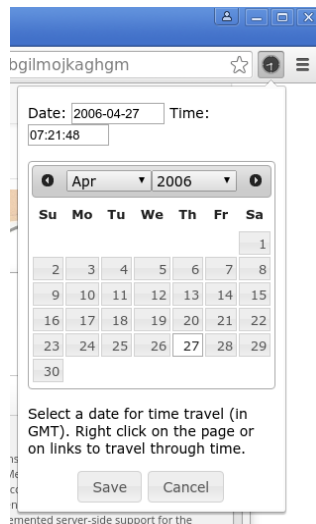 bgilmojkaghgm
Date: 2006-04-27 Time:
07:21:48
Apr 2006
Su Mo Tu We Th Fr Sa
1
2 3 4 5 6 7 8
9 10 11 12 13 14 15
16 17 18 19 20 21 22
23 24 25 26 27 28 29
30
Select a date for time travel (in
GMT). Right click on the page or
on links to travel through time.
Save Cancel
emented server-side support for the